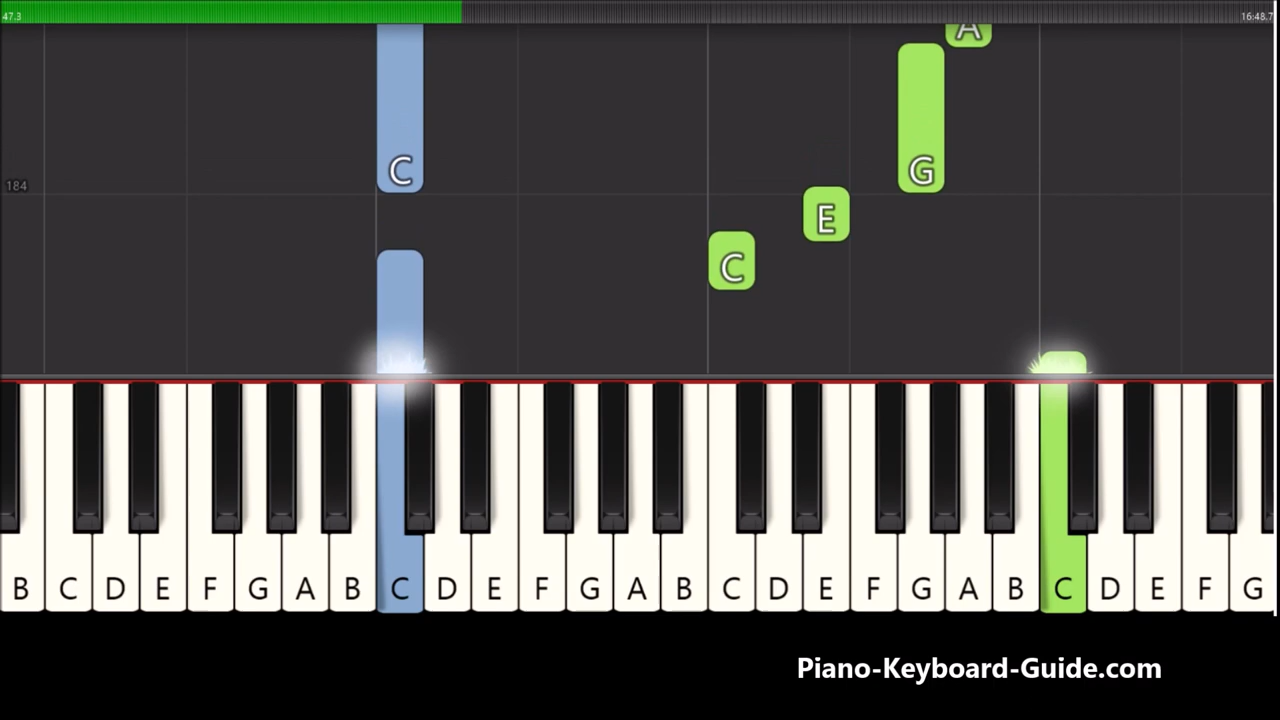 47.3
16:48.7
A
C
G
184
E
C
B C D E F G A B C D E F G A B C D E F G A B C D E F G
Piano-Keyboard-Guide.com